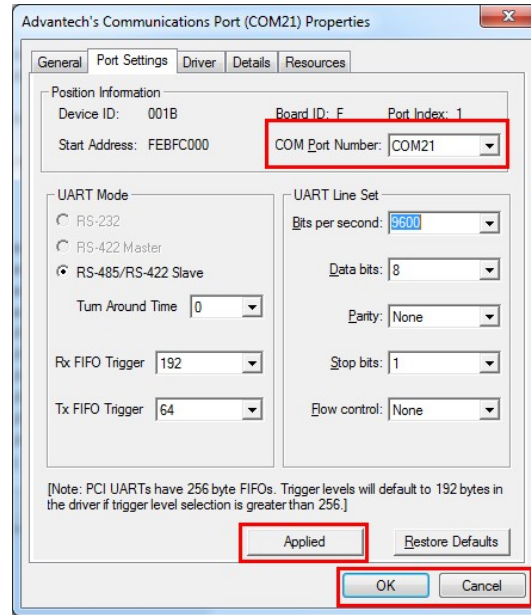 Advantech's Communications Port (COM21) Properties
General Port Settings Driver Details Resources
Position Information
Device ID: 001B Board ID: F Port Index: 1
Start Address: FEBFC000 COM Port Number: COM21
UART Mode
RS-232
RS-422 Master
RS-485/RS-422 Slave
Turn Around Time 0
Rx FIFO Trigger 192
Tx FIFO Trigger 64
UART Line Set
Bits per second: 9600
Data bits: 8
Parity: None
Stop bits: 1
Flow control: None
[Note: PCI UARTs have 256 byte FIFOs. Trigger levels will default to 192 bytes in
the driver if trigger level selection is greater than 256.]
Applied Restore Defaults
OK Cancel